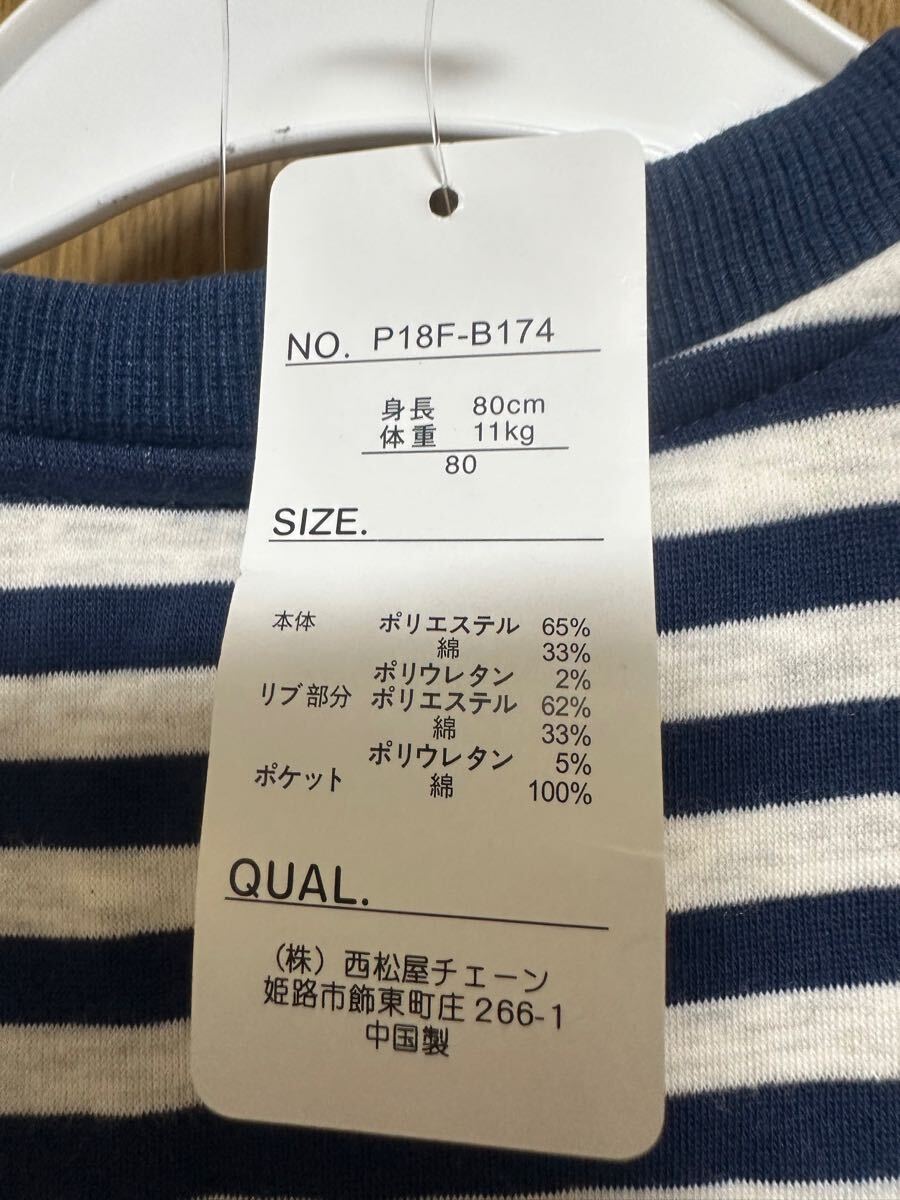 NO. P18F-B174
身長 80cm
体重 11kg
80
SIZE.
本体 ポリエステル 65%
綿 33%
ポリウレタン 2%
リブ部分 ポリエステル 62%
綿 33%
ポリウレタン 5%
ポケット 綿 100%
QUAL.
(株)西松屋チェーン
姫路市飾東町庄266-1
中国製